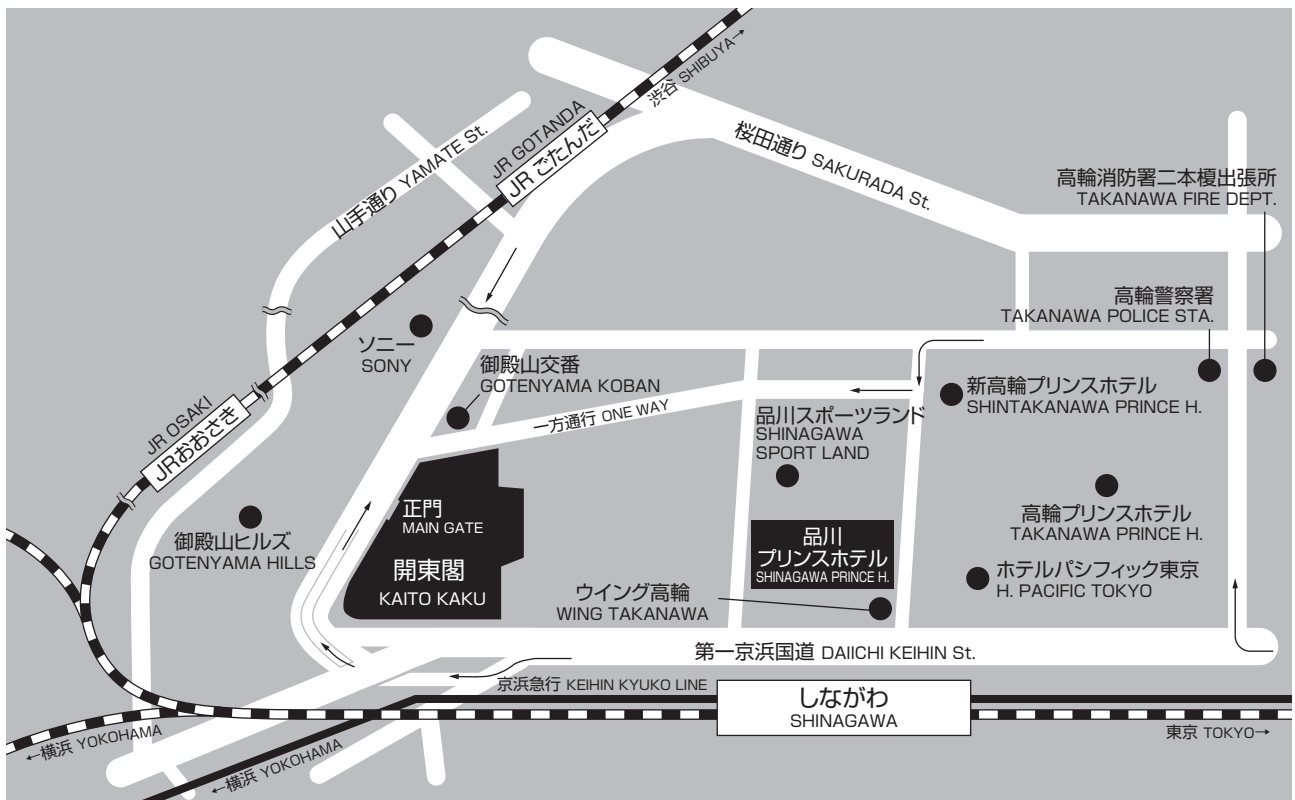 渋谷 SHIBUYA→
JR GOTANDA
JR ごたんだ
山手通り YAMATE St.
桜田通り SAKURADA St.
高輪消防署二本榎出張所
TAKANAWA FIRE DEPT.
高輪警察署
TAKANAWA POLICE STA.
ソニー
SONY
御殿山交番
GOTENYAMA KOBAN
新高輪プリンスホテル
SHINTAKANAWA PRINCE H.
一方通行 ONE WAY
品川スポーツランド
SHINAGAWA
SPORT LAND
JR OSAKI
JRおおさき
正門
MAIN GATE
高輪プリンスホテル
TAKANAWA PRINCE H.
御殿山ヒルズ
GOTENYAMA HILLS
品川
プリンスホテル
SHINAGAWA PRINCE H.
開東閣
KAITO KAKU
ホテルパシフィック東京
H. PACIFIC TOKYO
ウイング高輪
WING TAKANAWA
第一京浜国道 DAIICHI KEIHIN St.
京浜急行 KEIHIN KYUKO LINE
しながわ
SHINAGAWA
←横浜 YOKOHAMA
←横浜 YOKOHAMA
東京 TOKYO→